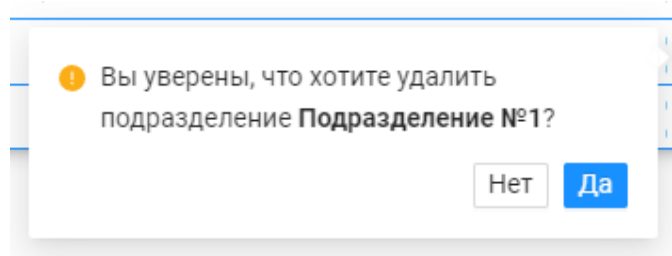 Вы уверены, что хотите удалить
подразделение Подразделение №1?
Нет Да